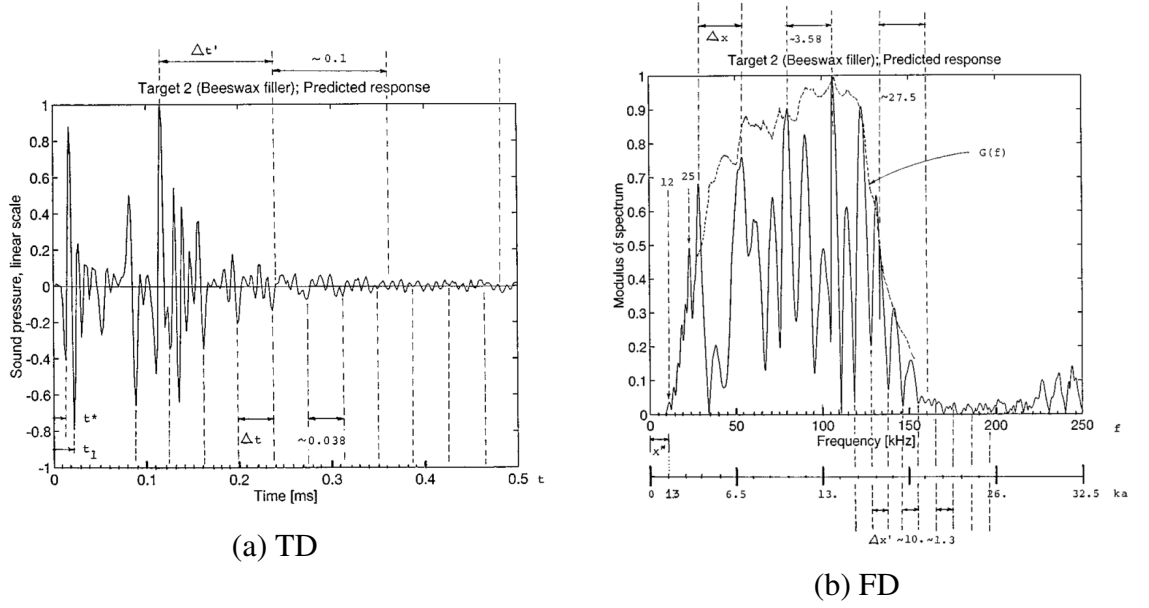 Δt'
~0.1
Target 2 (Beeswax filler); Predicted response
Sound pressure, linear scale
1
0.8
0.6
0.4
0.2
0
-0.2
-0.4
-0.6
-0.8
-1
t*
t1
Δt
~0.038
0 0.1 0.2 0.3 0.4 0.5 t
Time [ms]
(a) TD
Δx
~3.58
Target 2 (Beeswax filler); Predicted response
~27.5
G(f)
12
25
Modulus of spectrum
1
0.9
0.8
0.7
0.6
0.5
0.4
0.3
0.2
0.1
0
0 50 100 150 200 250 f
Frequency [kHz]
x*
0 13 6.5 13. 26. 32.5 ka
Δx' ~10. ~1.3
(b) FD